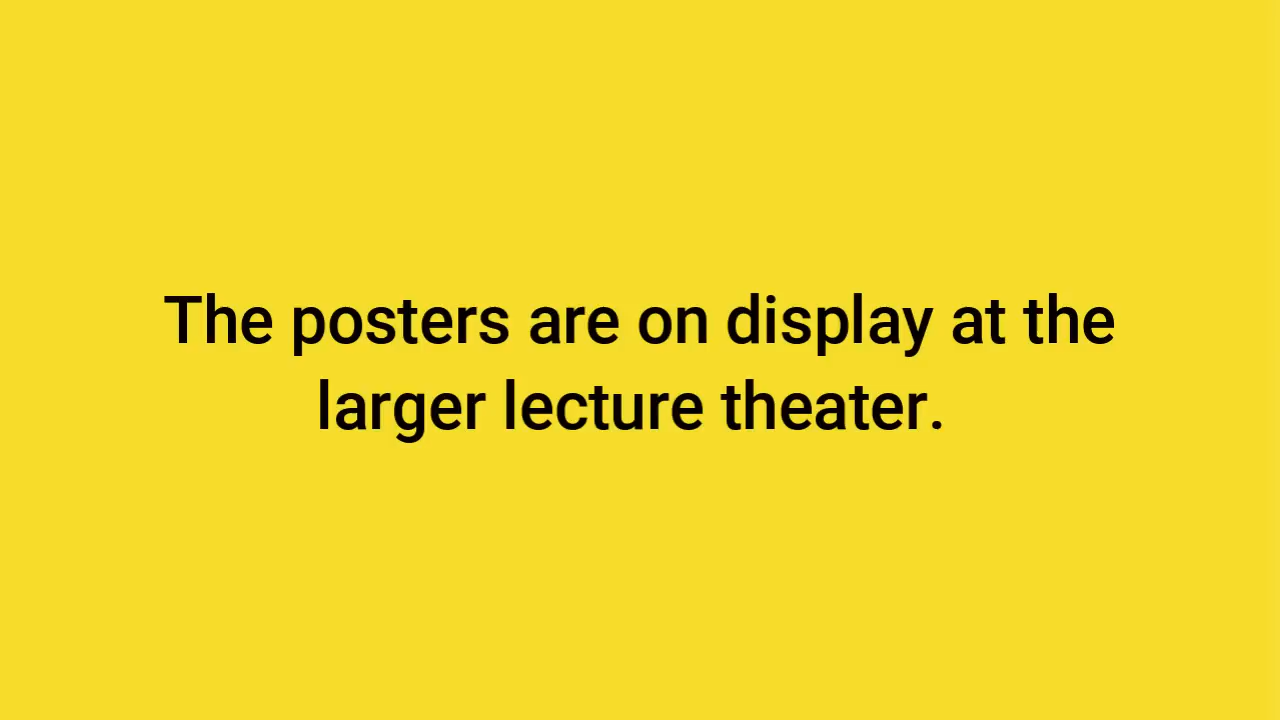 The posters are on display at the
larger lecture theater.